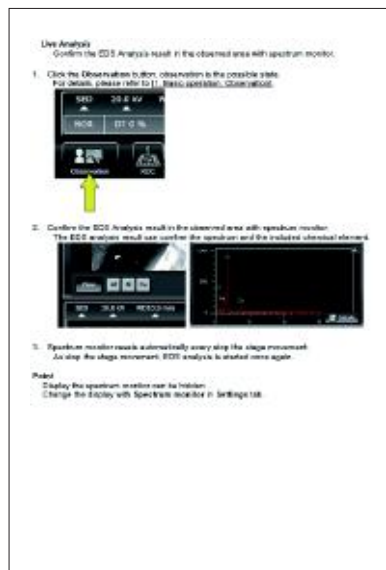 Live Analysis
Confirm the EDS Analysis result in the observed area with spectrum monitor.
1. Click the Observation button, observation is the possible state.
For details, please refer to [1. Basic operation, Observation].
SED 20.0 kV
NOR DT 0 %
Observation REC
2. Confirm the EDS Analysis result in the observed area with spectrum monitor.
The EDS analysis result can confirm the spectrum and the included chemical element.
SED
3. Spectrum monitor resets automatically every stop the stage movement.
As stop the stage movement, EDS analysis is started once again.
Point
Display the spectrum monitor can be hidden.
Change the display with Spectrum monitor in Settings tab.